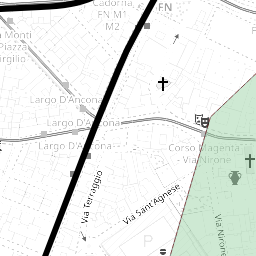 Cadorna
FN M1
M2
FN
Monti
Piazza
Virgilio
Largo D'Ancona
Largo D'Ancona
Largo D'Ancona
Corso Magenta
Via Nirone
Via Terraggio
Via Sant'Agnese
Via Nirone
P